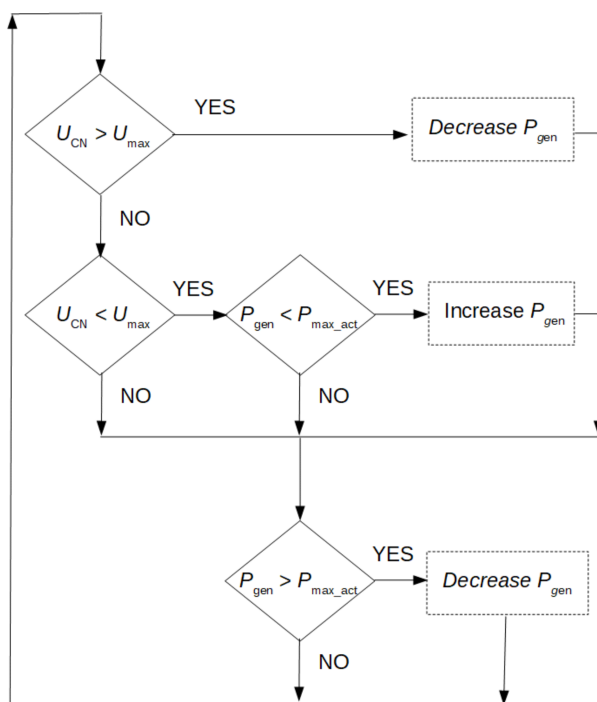 YES
U_CN > U_max
Decrease P_gen
NO
YES
YES
U_CN < U_max
P_gen < P_max_act
Increase P_gen
NO
NO
YES
P_gen > P_max_act
Decrease P_gen
NO